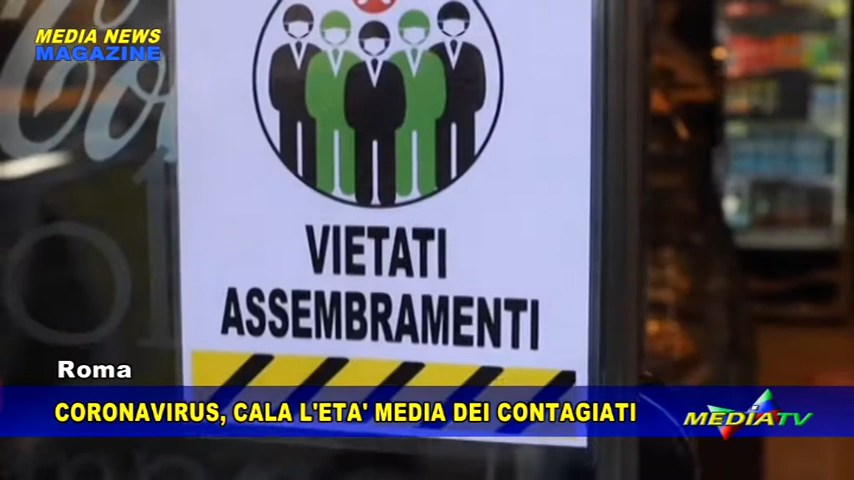 MEDIA NEWS
MAGAZINE
VIETATI
ASSEMBRAMENTI
Roma
CORONAVIRUS, CALA L'ETA' MEDIA DEI CONTAGIATI
MEDIATV